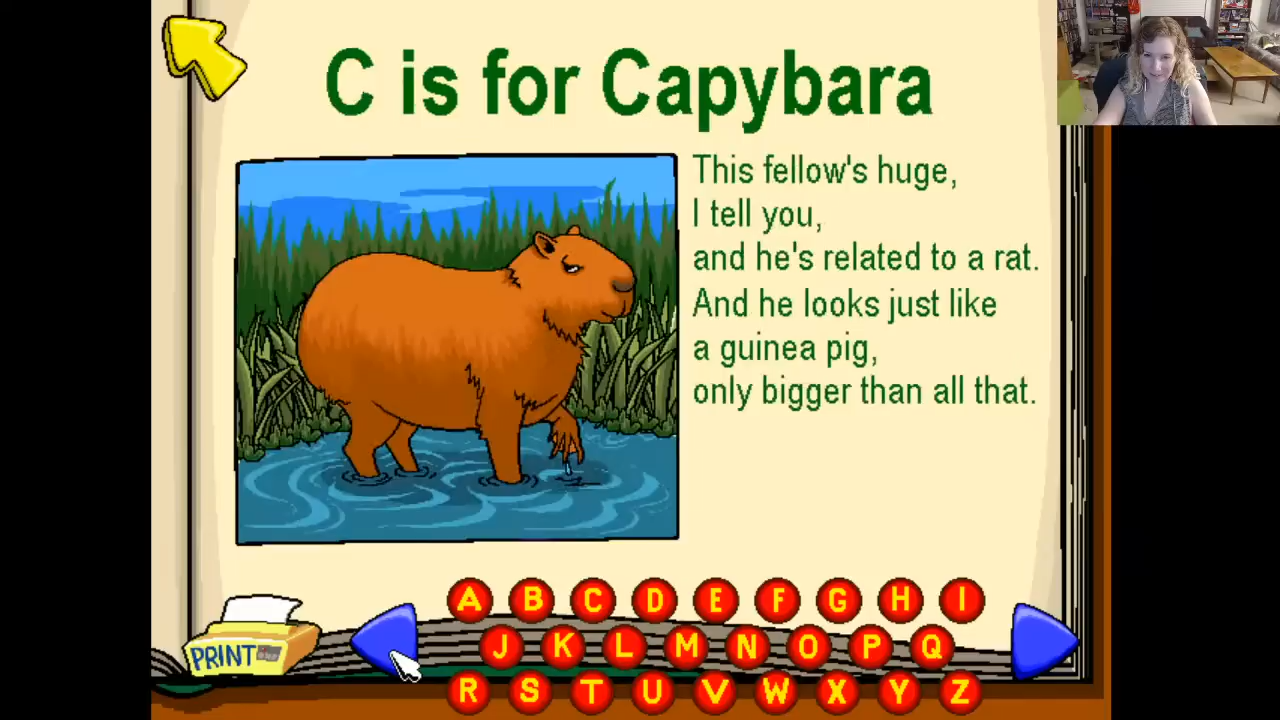 C is for Capybara
This fellow's huge,
I tell you,
and he's related to a rat.
And he looks just like
a guinea pig,
only bigger than all that.
A B C D E F G H I
J K L M N O P Q
PRINT
R S T U V W X Y Z